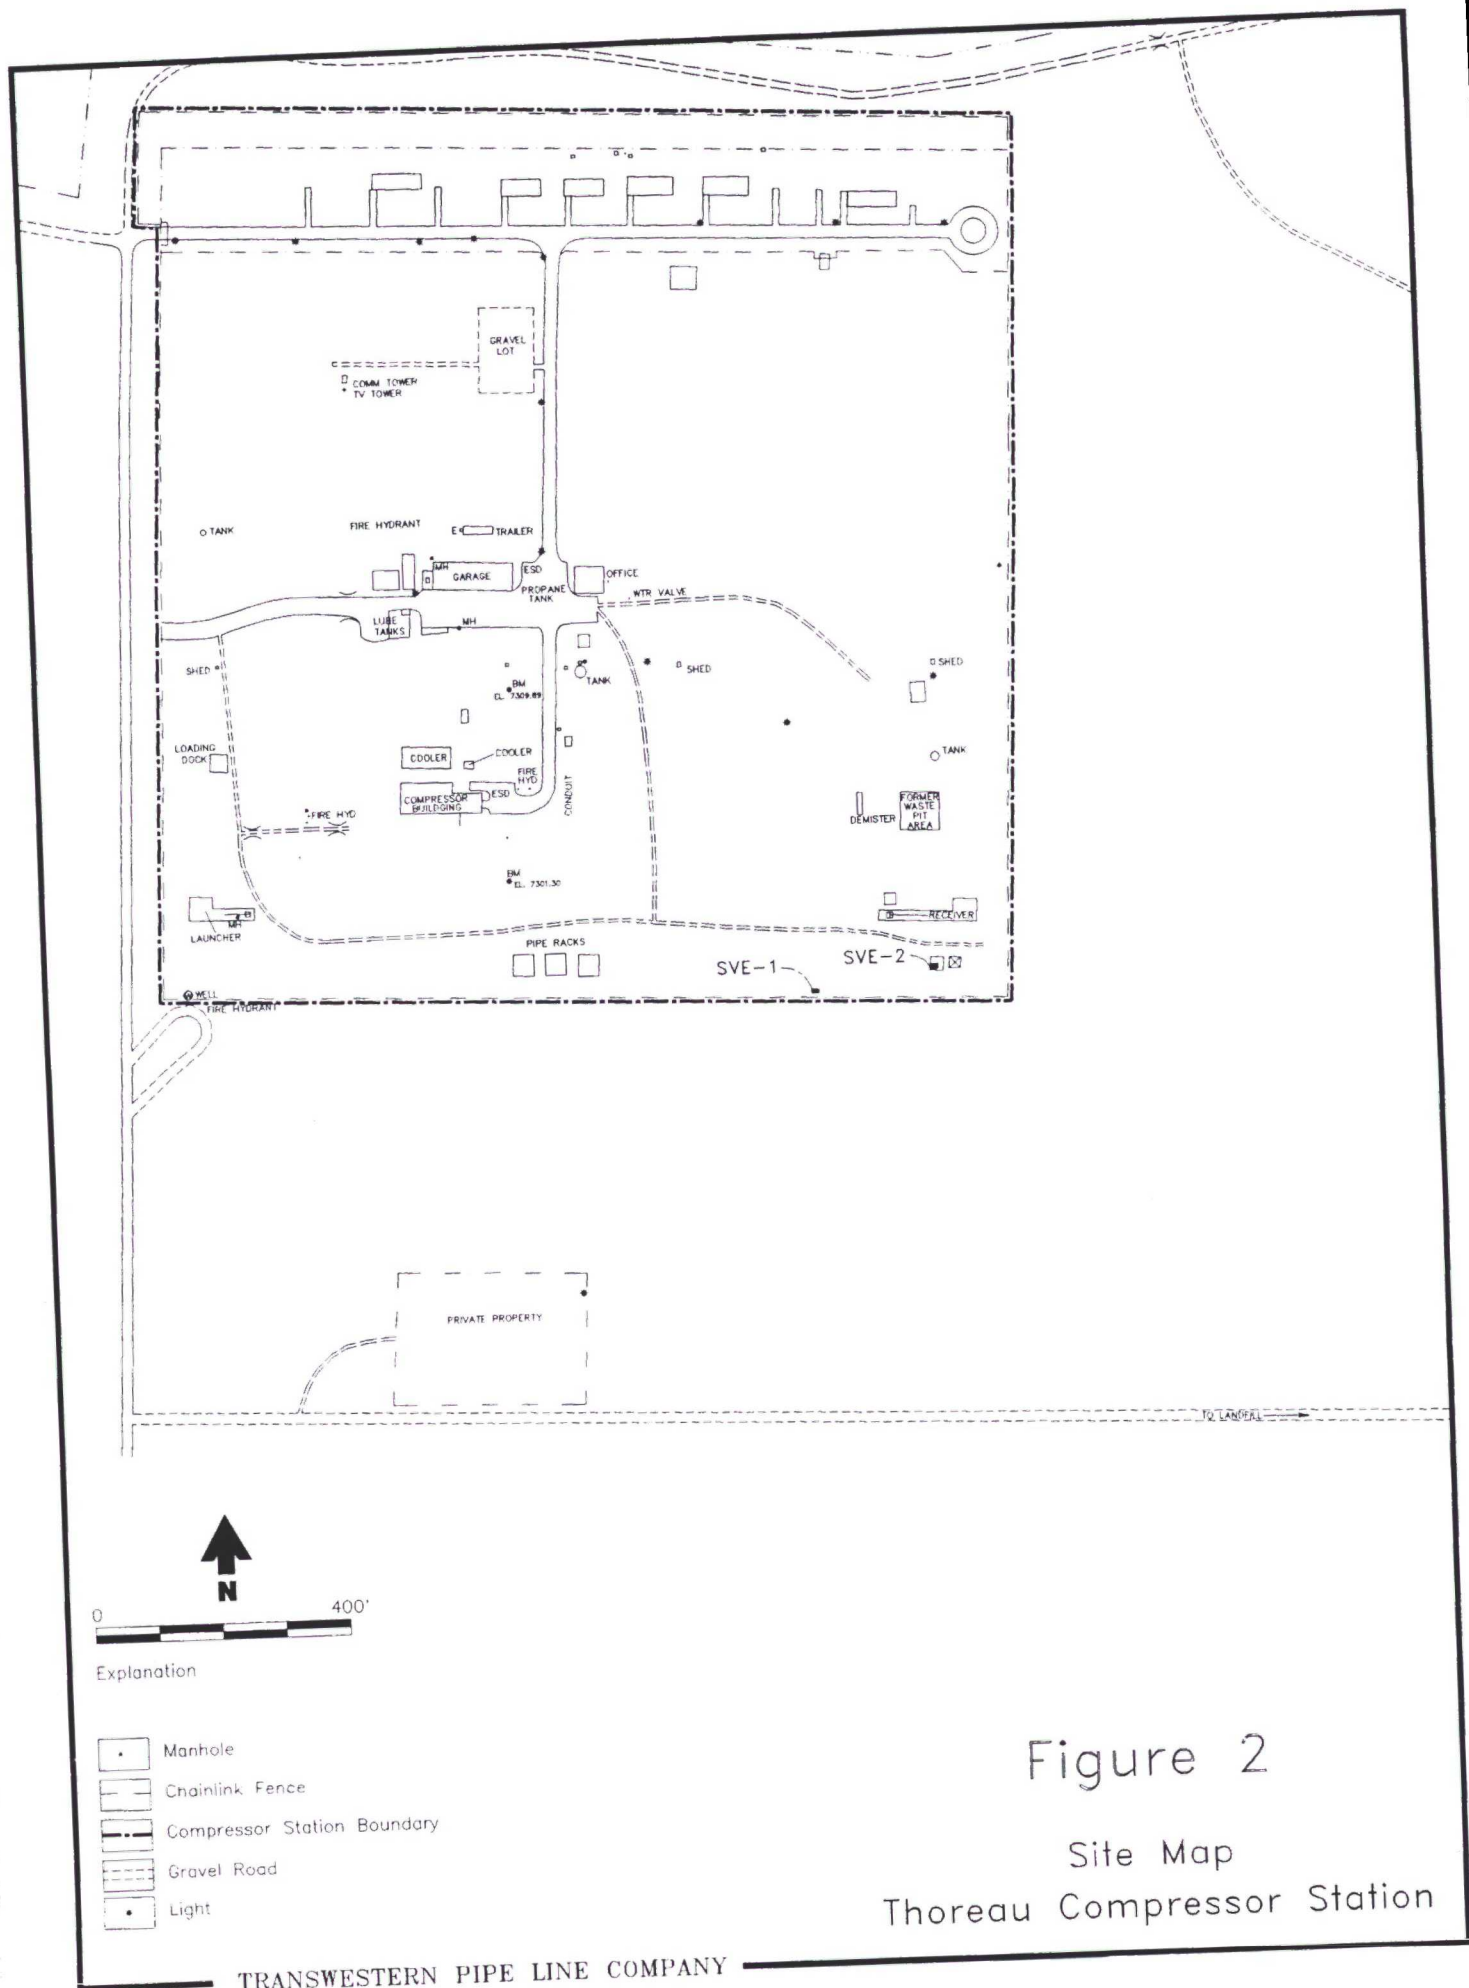 GRAVEL
LOT
COMM TOWER
TV TOWER
TANK
FIRE HYDRANT
E
TRAILER
MH
GARAGE
ESD
PROPANE
TANK
OFFICE
WTR VALVE
LUBE
TANKS
MH
SHED
BM
EL. 7309.89
TANK
SHED
SHED
LOADING
DOCK
COOLER
COOLER
TANK
FIRE
HYD
ESD
COMPRESSOR
BUILDGING
CONDUIT
FIRE HYD
DEMISTER
FORMER
WASTE
PIT
AREA
BM
EL. 7301.30
MH
LAUNCHER
RECEIVER
PIPE RACKS
SVE-1
SVE-2
WELL
FIRE HYDRANT
PRIVATE PROPERTY
TO LANDFILL
N
0 400'
Explanation
Manhole
Chainlink Fence
Compressor Station Boundary
Gravel Road
Light
Figure 2
Site Map
Thoreau Compressor Station
TRANSWESTERN PIPE LINE COMPANY